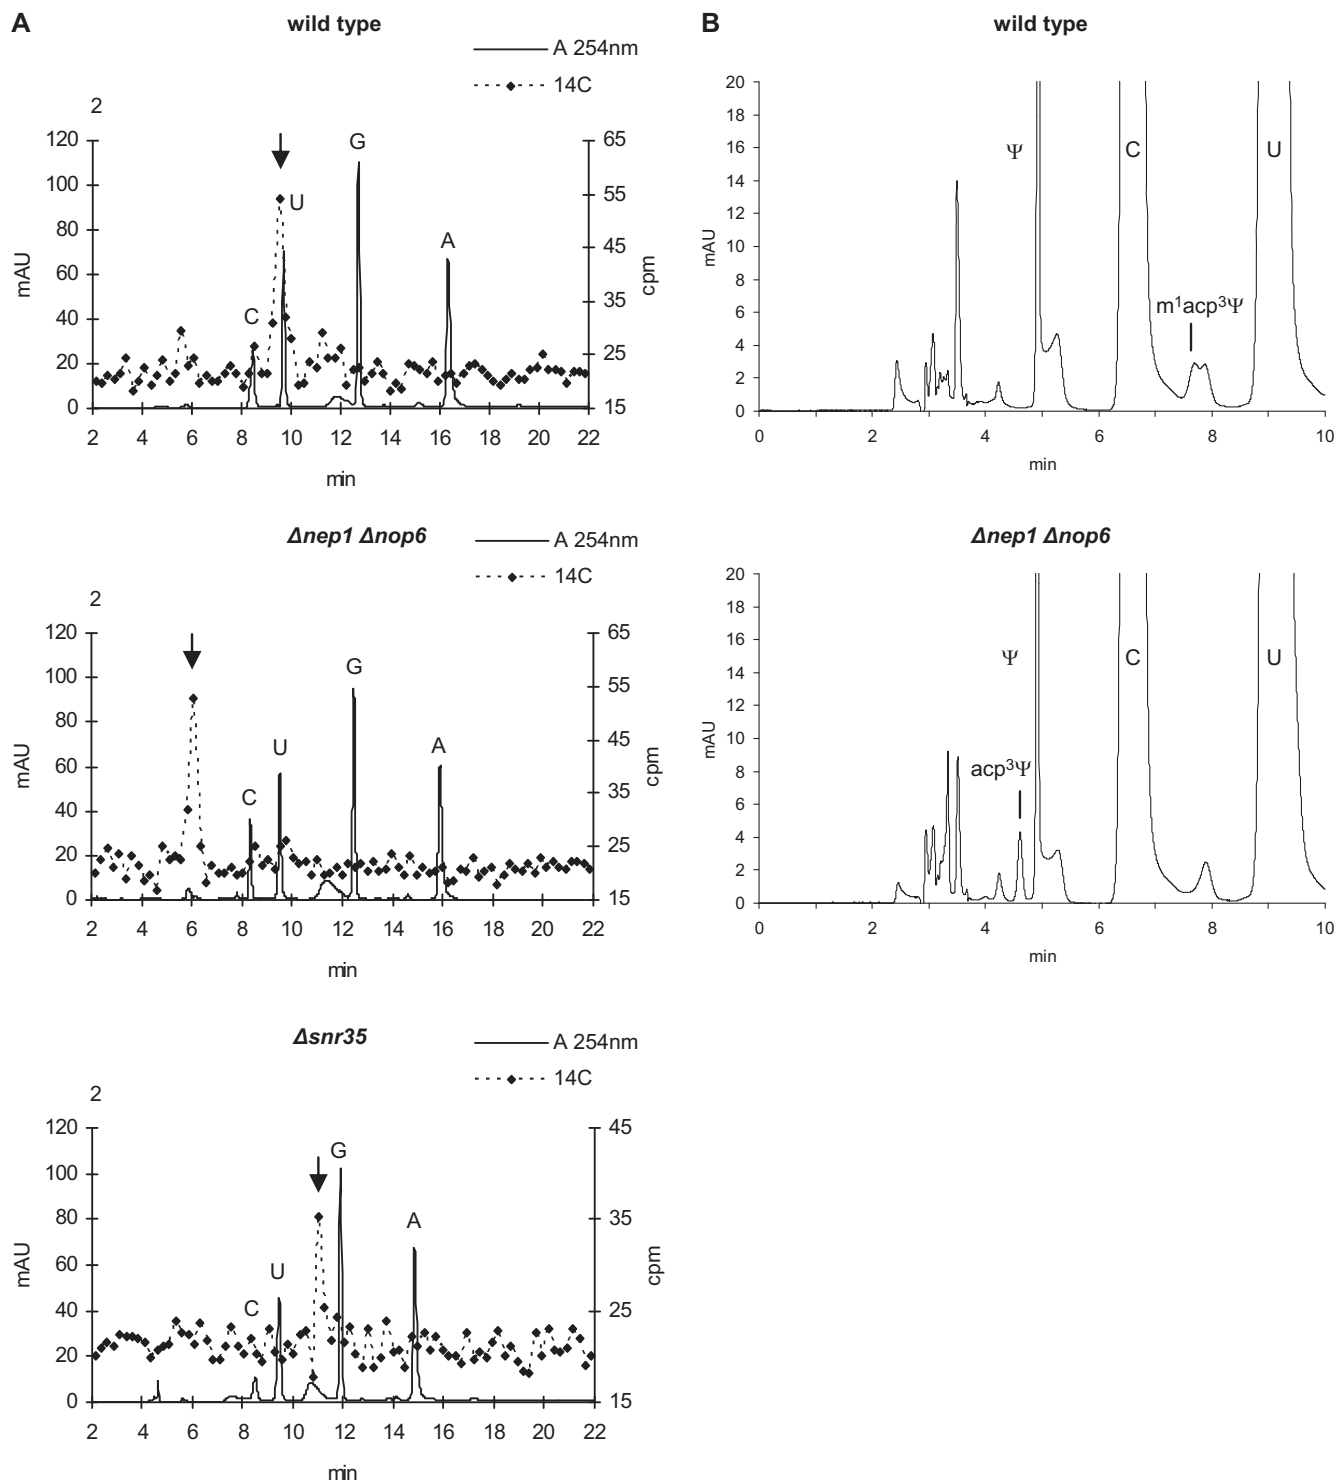 A
wild type
A 254nm
14C
2
120
100
80
60
40
20
0
mAU
65
55
45
35
25
15
cpm
C
U
G
A
2 4 6 8 10 12 14 16 18 20 22
min
B
wild type
20
18
16
14
12
10
8
6
4
2
0
mAU
Ψ
C
m¹acp³Ψ
U
0 2 4 6 8 10
min
Δnep1 Δnop6
A 254nm
14C
2
120
100
80
60
40
20
0
mAU
65
55
45
35
25
15
cpm
C
U
G
A
2 4 6 8 10 12 14 16 18 20 22
min
Δnep1 Δnop6
20
18
16
14
12
10
8
6
4
2
0
mAU
acp³Ψ
Ψ
C
U
0 2 4 6 8 10
min
Δsnr35
A 254nm
14C
2
120
100
80
60
40
20
0
mAU
45
35
25
15
cpm
C
U
G
A
2 4 6 8 10 12 14 16 18 20 22
min